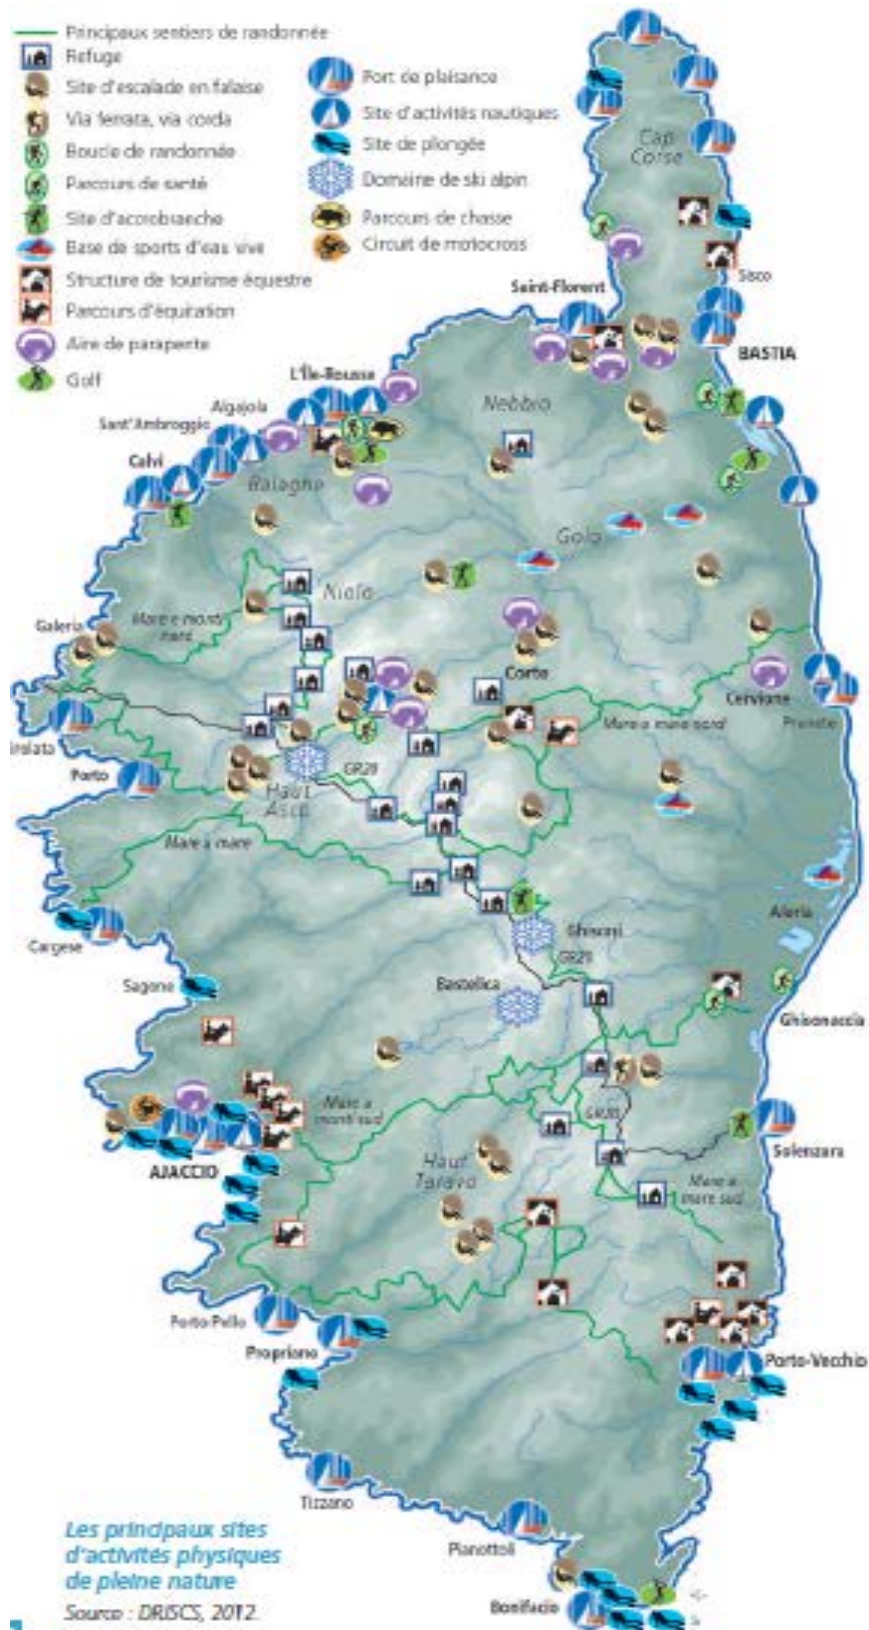 Principaux sentiers de randonnée
Refuge
Site d'escalade en falaise
Via ferrata, via corda
Boucle de randonnée
Parcours de santé
Site d'accrobranche
Base de sports d'eau vive
Structure de tourisme équestre
Parcours d'équitation
Aire de parapente
Golf
Port de plaisance
Site d'activités nautiques
Site de plongée
Domaine de ski alpin
Parcours de chasse
Circuit de motocross
Cap
Corse
Sisco
Saint-Florent
BASTIA
L'Île-Rousse
Nebbio
Algajola
Sant'Ambroggio
Calvi
Balagne
Golo
Niolo
Mare e monti
nord
Galeria
Corte
Cervione
Prunete
Mare a mare nord
Girolata
Porto
GR20
Haut
Asco
Mare a mare
Aleria
Ghisoni
GR20
Cargese
Bastelica
Sagone
Ghisonaccia
Mare a
monti sud
GR20
Solenzara
AJACCIO
Haut
Taravo
Mare a
mare sud
Porto-Pollo
Propriano
Porto-Vecchio
Tizzano
Pianottoli
Bonifacio
Les principaux sites
d'activités physiques
de pleine nature
Source : DRJSCS, 2012.